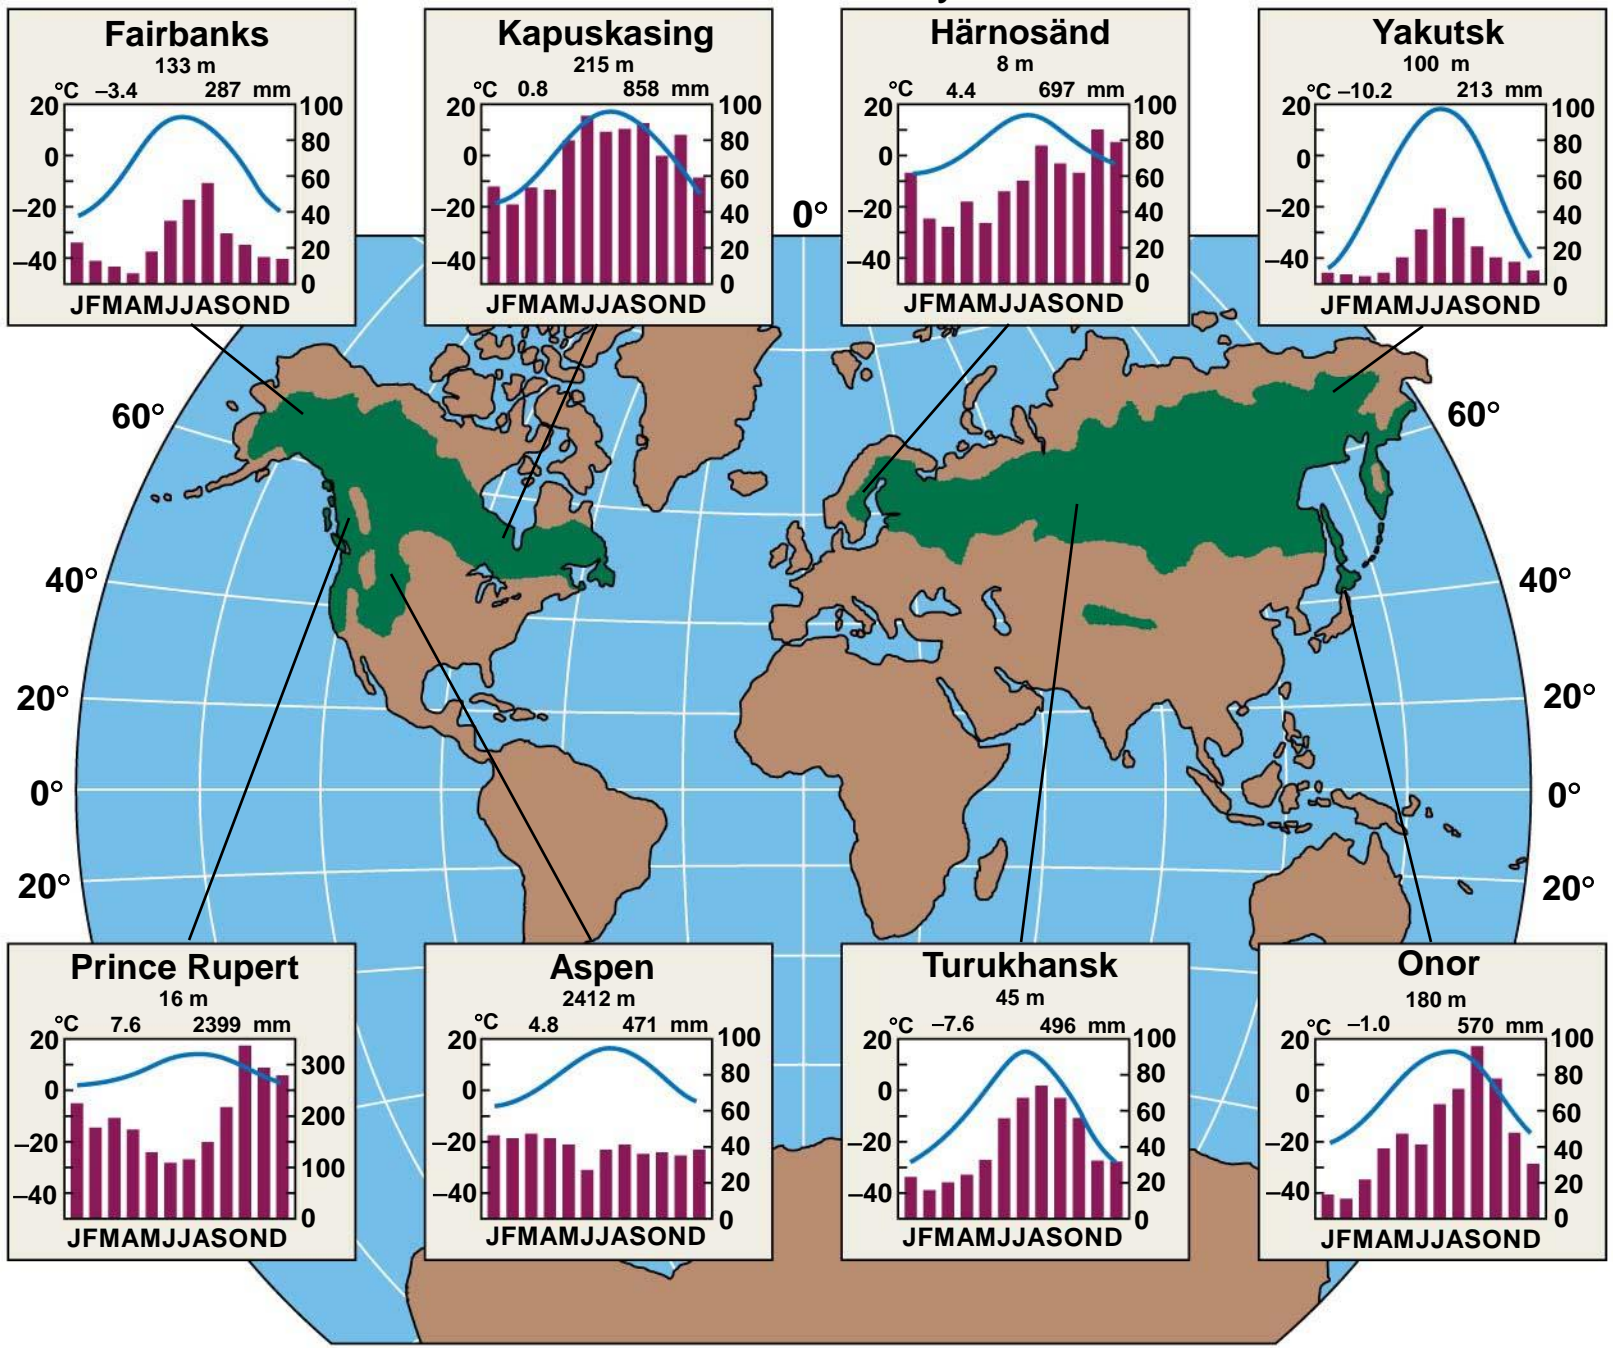 Fairbanks
133 m
°C –3.4 287 mm
20
0
–20
–40
100
80
60
40
20
0
JFMAMJJASOND
Kapuskasing
215 m
°C 0.8 858 mm
20
0
–20
–40
100
80
60
40
20
0
JFMAMJJASOND
Härnosänd
8 m
°C 4.4 697 mm
20
0
–20
–40
100
80
60
40
20
0
JFMAMJJASOND
Yakutsk
100 m
°C –10.2 213 mm
20
0
–20
–40
100
80
60
40
20
0
JFMAMJJASOND
0°
60°
60°
40°
40°
20°
20°
0°
0°
20°
20°
Prince Rupert
16 m
°C 7.6 2399 mm
20
0
–20
–40
300
200
100
0
JFMAMJJASOND
Aspen
2412 m
°C 4.8 471 mm
20
0
–20
–40
100
80
60
40
20
0
JFMAMJJASOND
Turukhansk
45 m
°C –7.6 496 mm
20
0
–20
–40
100
80
60
40
20
0
JFMAMJJASOND
Onor
180 m
°C –1.0 570 mm
20
0
–20
–40
100
80
60
40
20
0
JFMAMJJASOND